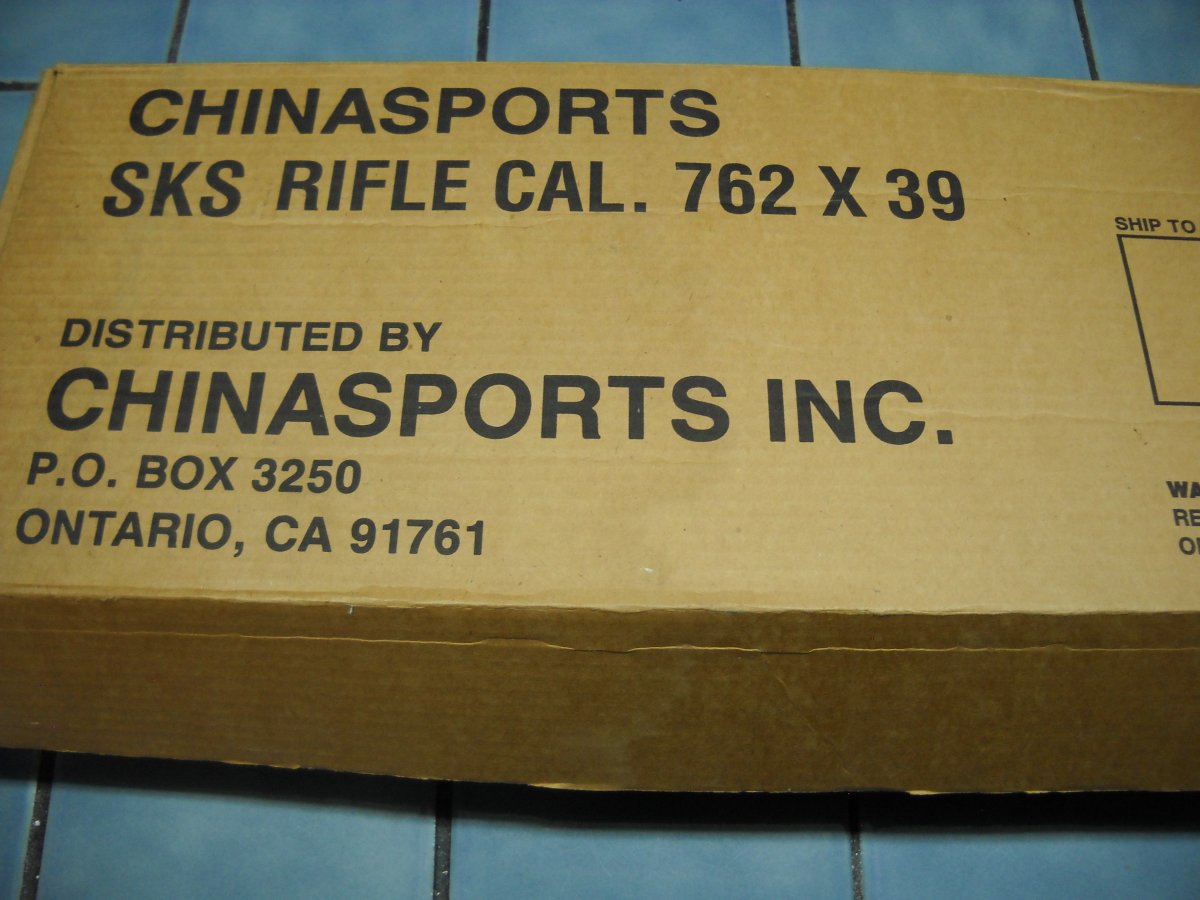 CHINASPORTS
SKS RIFLE CAL. 762 X 39
SHIP TO
DISTRIBUTED BY
CHINASPORTS INC.
P.O. BOX 3250
ONTARIO, CA 91761